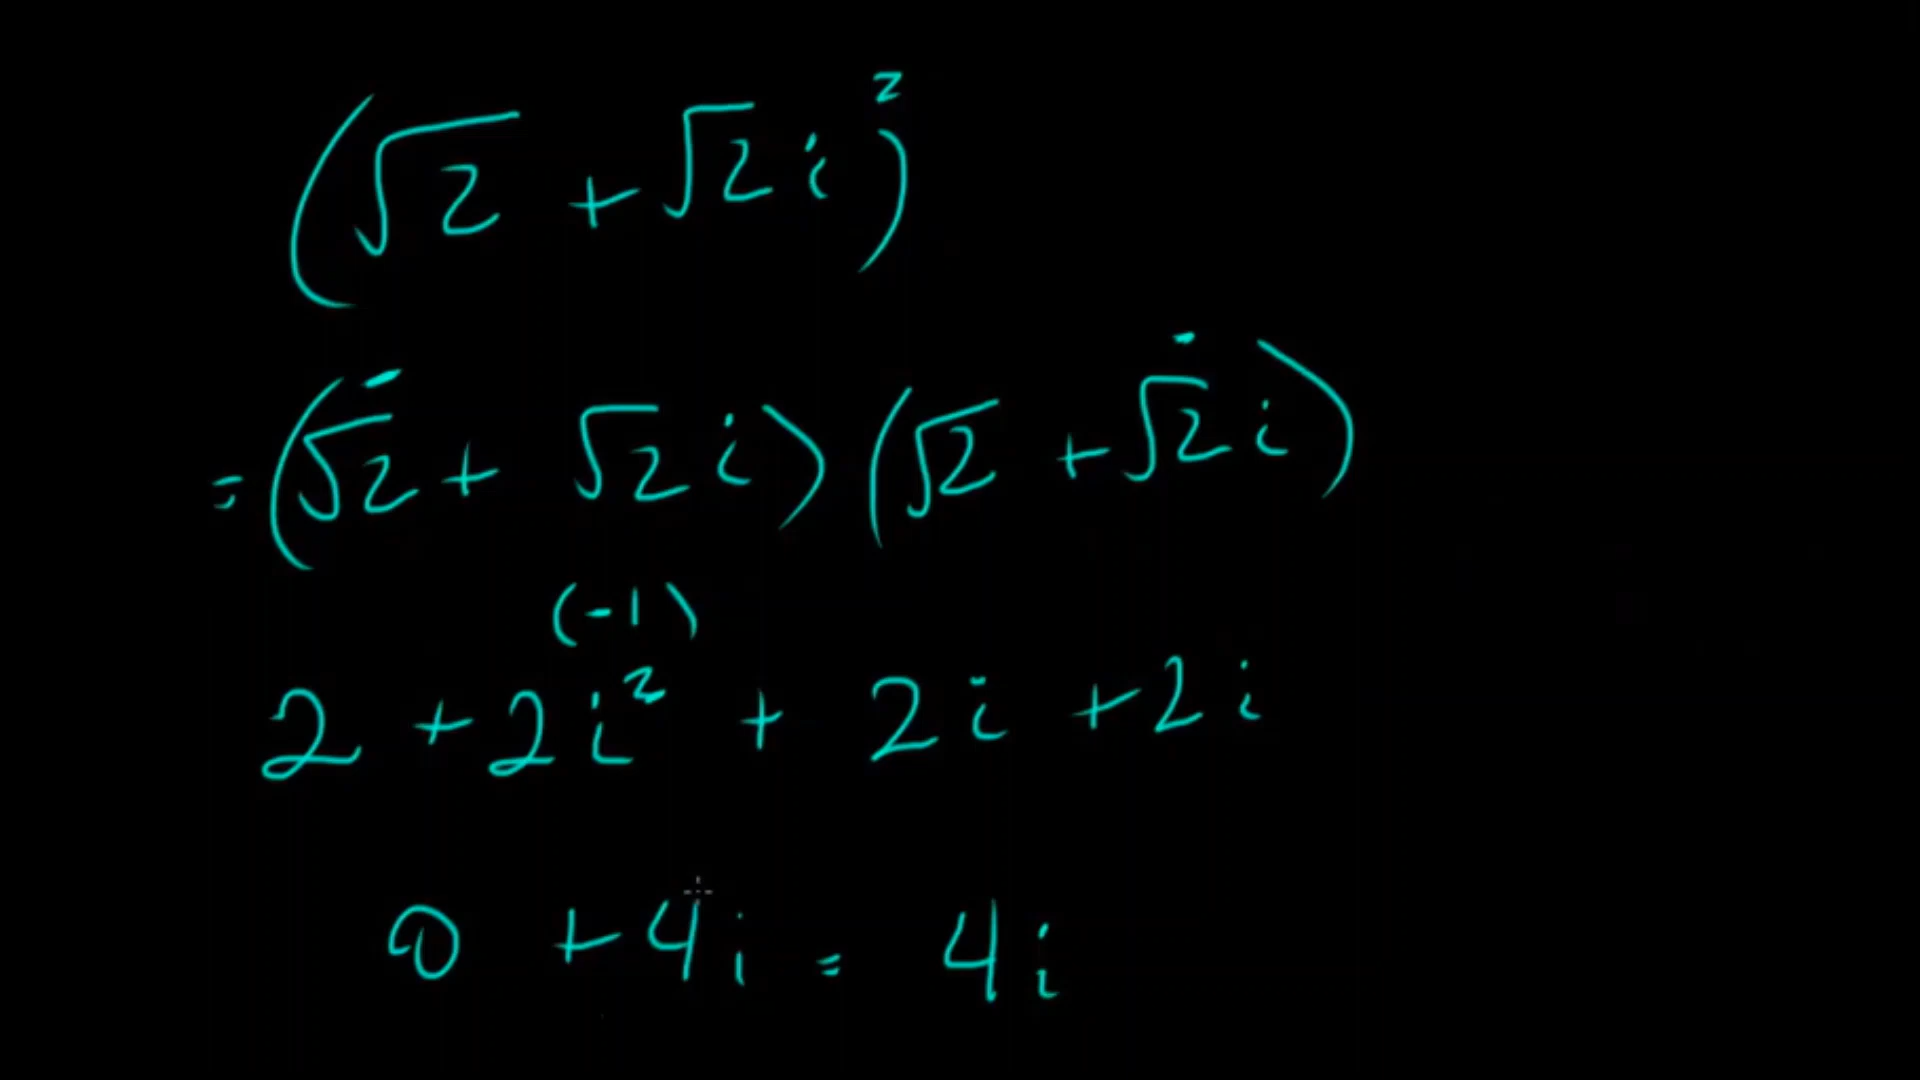 (√2 + √2 i)²
= (√2 + √2 i) (√2 + √2 i)
(-1)
2 + 2i² + 2i + 2i
0 + 4i = 4i